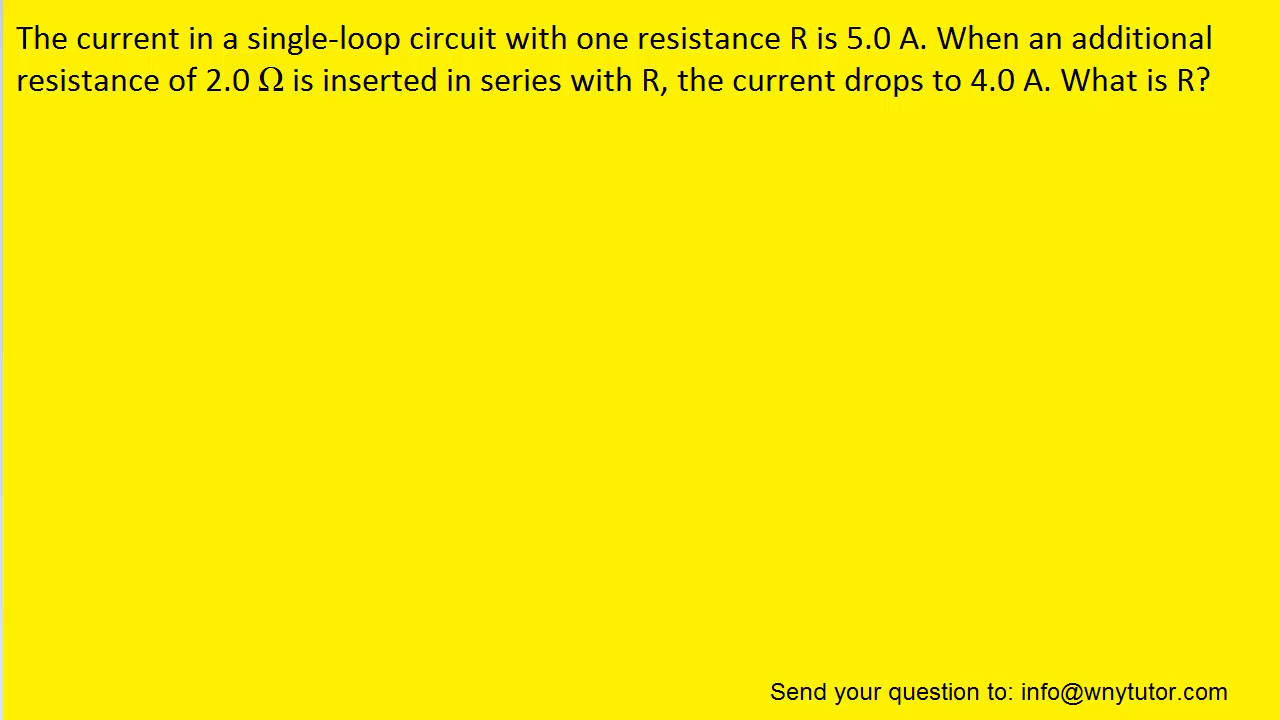 The current in a single-loop circuit with one resistance R is 5.0 A. When an additional
resistance of 2.0 Ω is inserted in series with R, the current drops to 4.0 A. What is R?
Send your question to: info@wnytutor.com